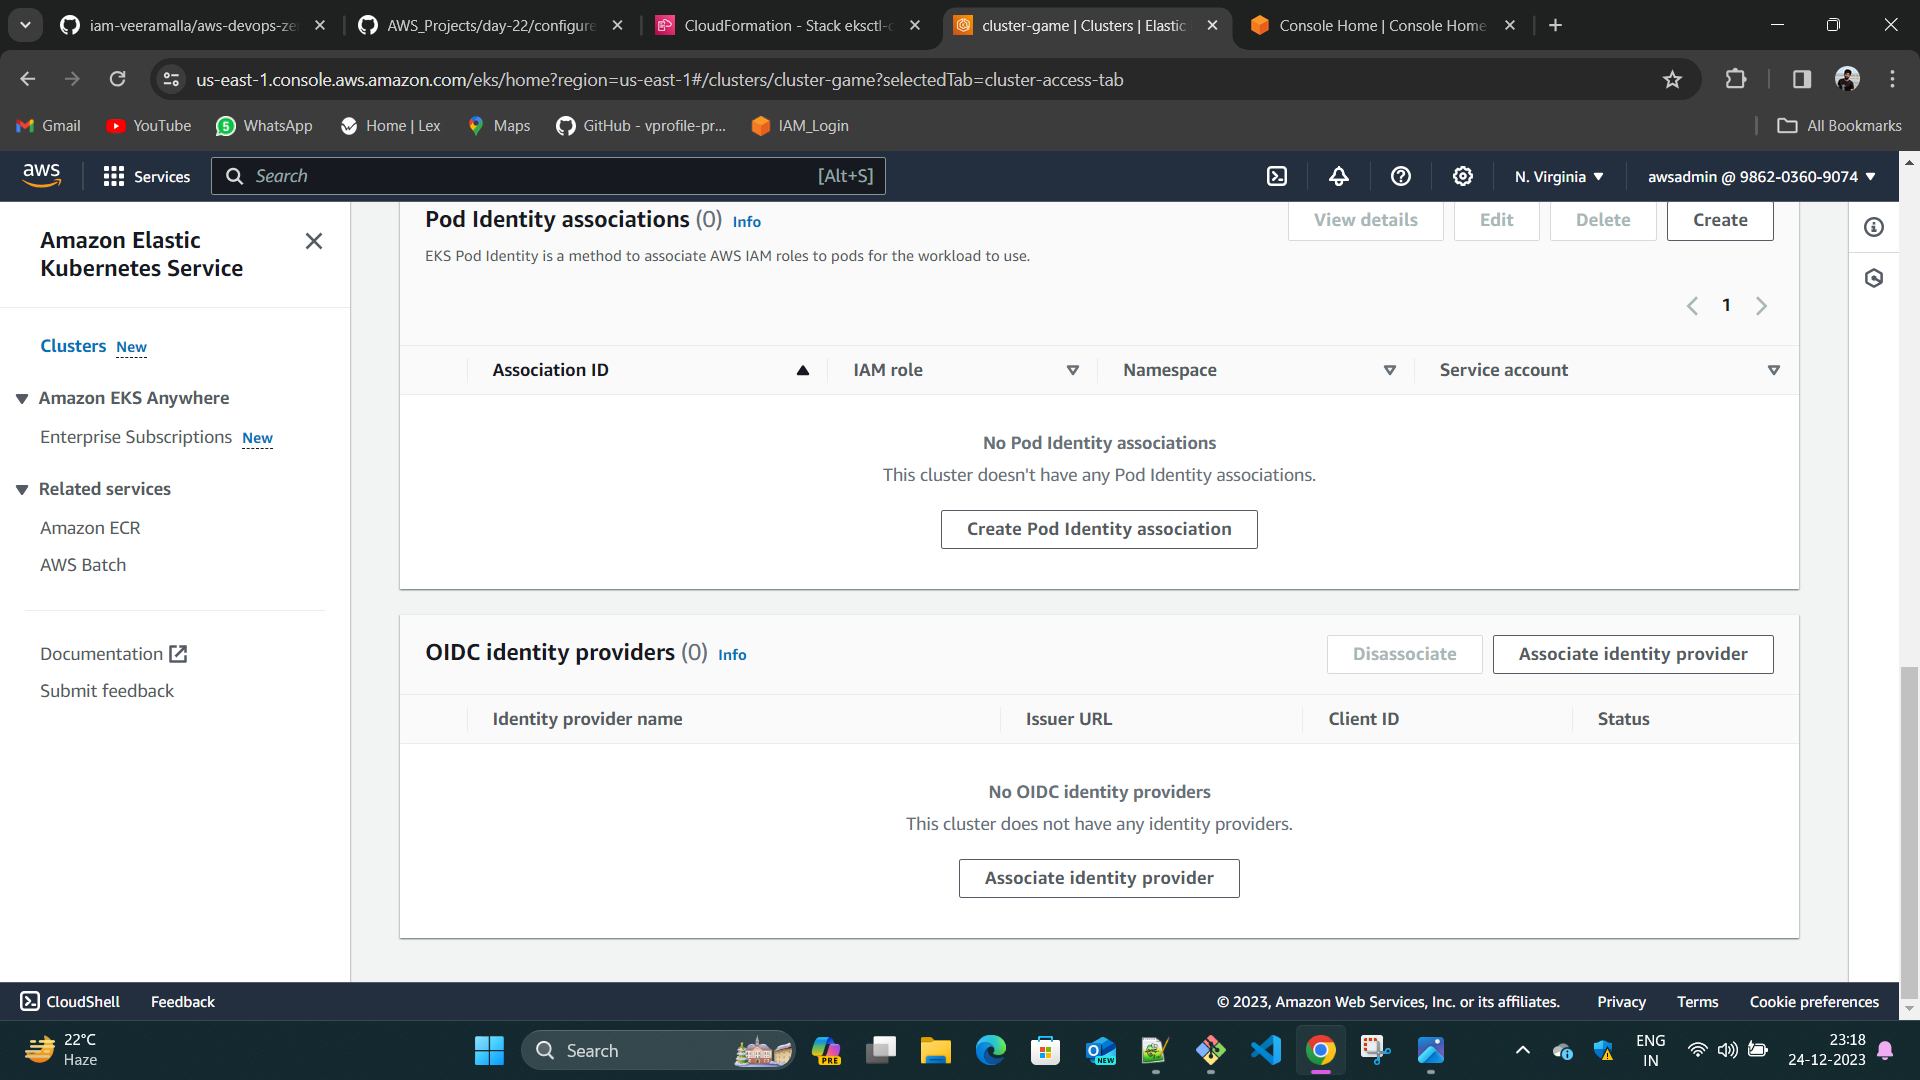 iam-veeramalla/aws-devops-ze
AWS_Projects/day-22/configure
CloudFormation - Stack eksctl-c
cluster-game | Clusters | Elastic
Console Home | Console Home
us-east-1.console.aws.amazon.com/eks/home?region=us-east-1#/clusters/cluster-game?selectedTab=cluster-access-tab
Gmail
YouTube
WhatsApp
Home | Lex
Maps
GitHub - vprofile-pr...
IAM_Login
All Bookmarks
aws
Services
Search
[Alt+S]
N. Virginia
awsadmin @ 9862-0360-9074
Amazon Elastic
Kubernetes Service
Clusters New
Amazon EKS Anywhere
Enterprise Subscriptions New
Related services
Amazon ECR
AWS Batch
Documentation
Submit feedback
Pod Identity associations (0) Info
View details
Edit
Delete
Create
EKS Pod Identity is a method to associate AWS IAM roles to pods for the workload to use.
1
Association ID
IAM role
Namespace
Service account
No Pod Identity associations
This cluster doesn't have any Pod Identity associations.
Create Pod Identity association
OIDC identity providers (0) Info
Disassociate
Associate identity provider
Identity provider name
Issuer URL
Client ID
Status
No OIDC identity providers
This cluster does not have any identity providers.
Associate identity provider
CloudShell
Feedback
© 2023, Amazon Web Services, Inc. or its affiliates.
Privacy
Terms
Cookie preferences
22°C
Haze
Search
PRE
NEW
ENG
IN
23:18
24-12-2023